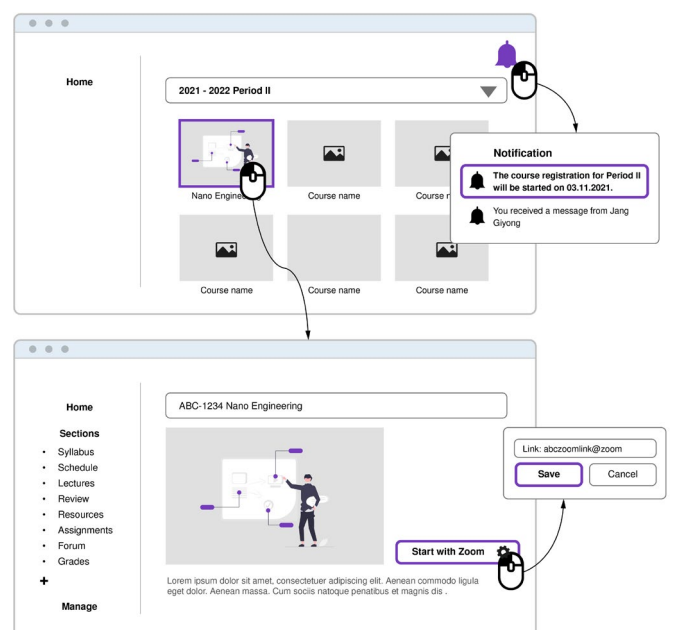 Home
2021 - 2022 Period II
Nano Engineering
Course name
Notification
The course registration for Period II
will be started on 03.11.2021.
You received a message from Jang
Giyong
Course name
Course name
Course name
Home
ABC-1234 Nano Engineering
Sections
Syllabus
Schedule
Lectures
Review
Resources
Assignments
Forum
Grades
Manage
Link: abczoomlink@zoom
Save
Cancel
Start with Zoom
Lorem ipsum dolor sit amet, consectetuer adipiscing elit. Aenean commodo ligula
eget dolor. Aenean massa. Cum sociis natoque penatibus et magnis dis .